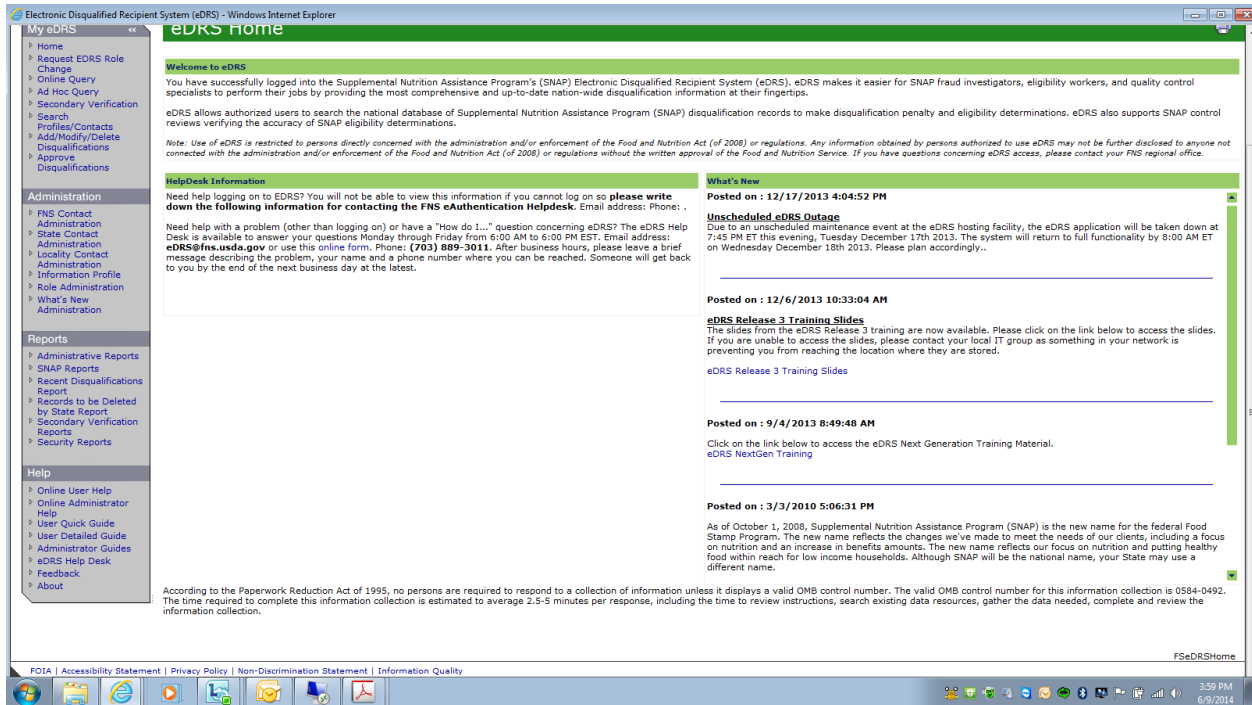 Electronic Disqualified Recipient System (eDRS) - Windows Internet Explorer
My eDRS «
Home
Request EDRS Role
Change
Online Query
Ad Hoc Query
Secondary Verification
Search
Profiles/Contacts
Add/Modify/Delete
Disqualifications
Approve
Disqualifications
Administration
FNS Contact
Administration
State Contact
Administration
Locality Contact
Administration
Information Profile
Role Administration
What's New
Administration
Reports
Administrative Reports
SNAP Reports
Recent Disqualifications
Report
Records to be Deleted
by State Report
Secondary Verification
Reports
Security Reports
Help
Online User Help
Online Administrator
Help
User Quick Guide
User Detailed Guide
Administrator Guides
eDRS Help Desk
Feedback
About
eDRS Home
Welcome to eDRS
You have successfully logged into the Supplemental Nutrition Assistance Program's (SNAP) Electronic Disqualified Recipient System (eDRS). eDRS makes it easier for SNAP fraud investigators, eligibility workers, and quality control
specialists to perform their jobs by providing the most comprehensive and up-to-date nation-wide disqualification information at their fingertips.
eDRS allows authorized users to search the national database of Supplemental Nutrition Assistance Program (SNAP) disqualification records to make disqualification penalty and eligibility determinations. eDRS also supports SNAP control
reviews verifying the accuracy of SNAP eligibility determinations.
Note: Use of eDRS is restricted to persons directly concerned with the administration and/or enforcement of the Food and Nutrition Act (of 2008) or regulations. Any information obtained by persons authorized to use eDRS may not be further disclosed to anyone not
connected with the administration and/or enforcement of the Food and Nutrition Act (of 2008) or regulations without the written approval of the Food and Nutrition Service. If you have questions concerning eDRS access, please contact your FNS regional office.
HelpDesk Information
Need help logging on to EDRS? You will not be able to view this information if you cannot log on so please write
down the following information for contacting the FNS eAuthentication Helpdesk. Email address: Phone: .
Need help with a problem (other than logging on) or have a "How do I..." question concerning eDRS? The eDRS Help
Desk is available to answer your questions Monday through Friday from 6:00 AM to 6:00 PM EST. Email address:
eDRS@fns.usda.gov or use this online form. Phone: (703) 889-3011. After business hours, please leave a brief
message describing the problem, your name and a phone number where you can be reached. Someone will get back
to you by the end of the next business day at the latest.
What's New
Posted on : 12/17/2013 4:04:52 PM
Unscheduled eDRS Outage
Due to an unscheduled maintenance event at the eDRS hosting facility, the eDRS application will be taken down at
7:45 PM ET this evening, Tuesday December 17th 2013. The system will return to full functionality by 8:00 AM ET
on Wednesday December 18th 2013. Please plan accordingly..
Posted on : 12/6/2013 10:33:04 AM
eDRS Release 3 Training Slides
The slides from the eDRS Release 3 training are now available. Please click on the link below to access the slides.
If you are unable to access the slides, please contact your local IT group as something in your network is
preventing you from reaching the location where they are stored.
eDRS Release 3 Training Slides
Posted on : 9/4/2013 8:49:48 AM
Click on the link below to access the eDRS Next Generation Training Material.
eDRS NextGen Training
Posted on : 3/3/2010 5:06:31 PM
As of October 1, 2008, Supplemental Nutrition Assistance Program (SNAP) is the new name for the federal Food
Stamp Program. The new name reflects the changes we've made to meet the needs of our clients, including a focus
on nutrition and an increase in benefits amounts. The new name reflects our focus on nutrition and putting healthy
food within reach for low income households. Although SNAP will be the national name, your State may use a
different name.
According to the Paperwork Reduction Act of 1995, no persons are required to respond to a collection of information unless it displays a valid OMB control number. The valid OMB control number for this information collection is 0584-0492.
The time required to complete this information collection is estimated to average 2.5-5 minutes per response, including the time to review instructions, search existing data resources, gather the data needed, complete and review the
information collection.
FSeDRSHome
FOIA | Accessibility Statement | Privacy Policy | Non-Discrimination Statement | Information Quality
3:59 PM
6/9/2014